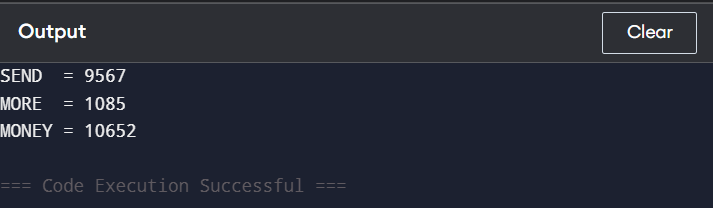 Output
Clear
SEND  = 9567
MORE  = 1085
MONEY = 10652
=== Code Execution Successful ===